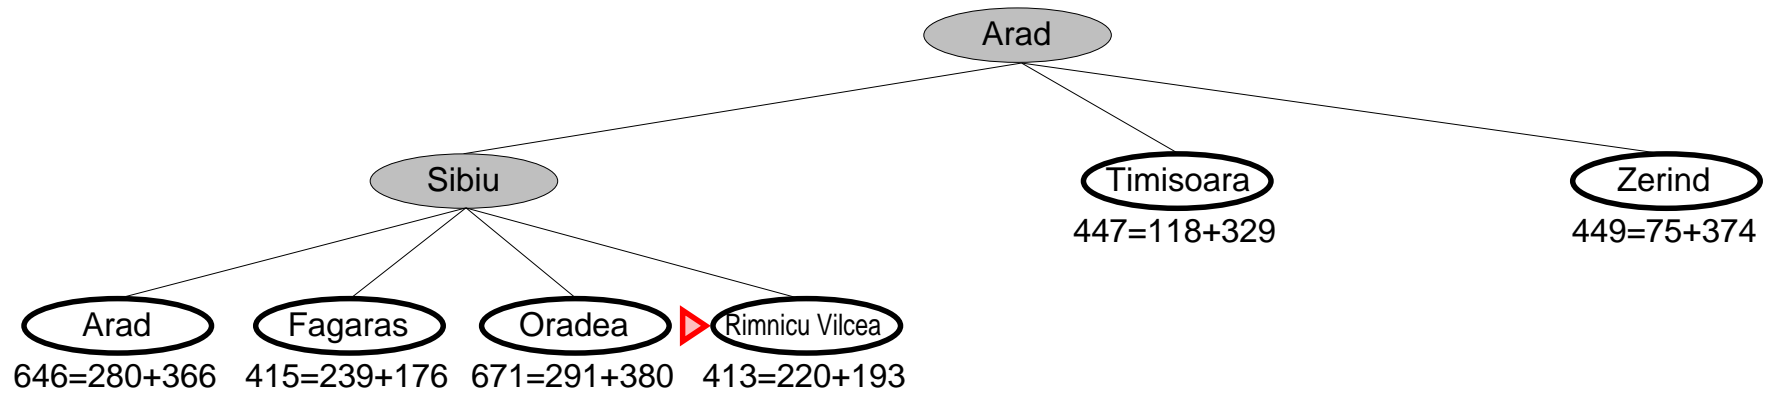 Arad
Sibiu
Timisoara
Zerind
447=118+329
449=75+374
Arad
Fagaras
Oradea
Rimnicu Vilcea
646=280+366
415=239+176
671=291+380
413=220+193